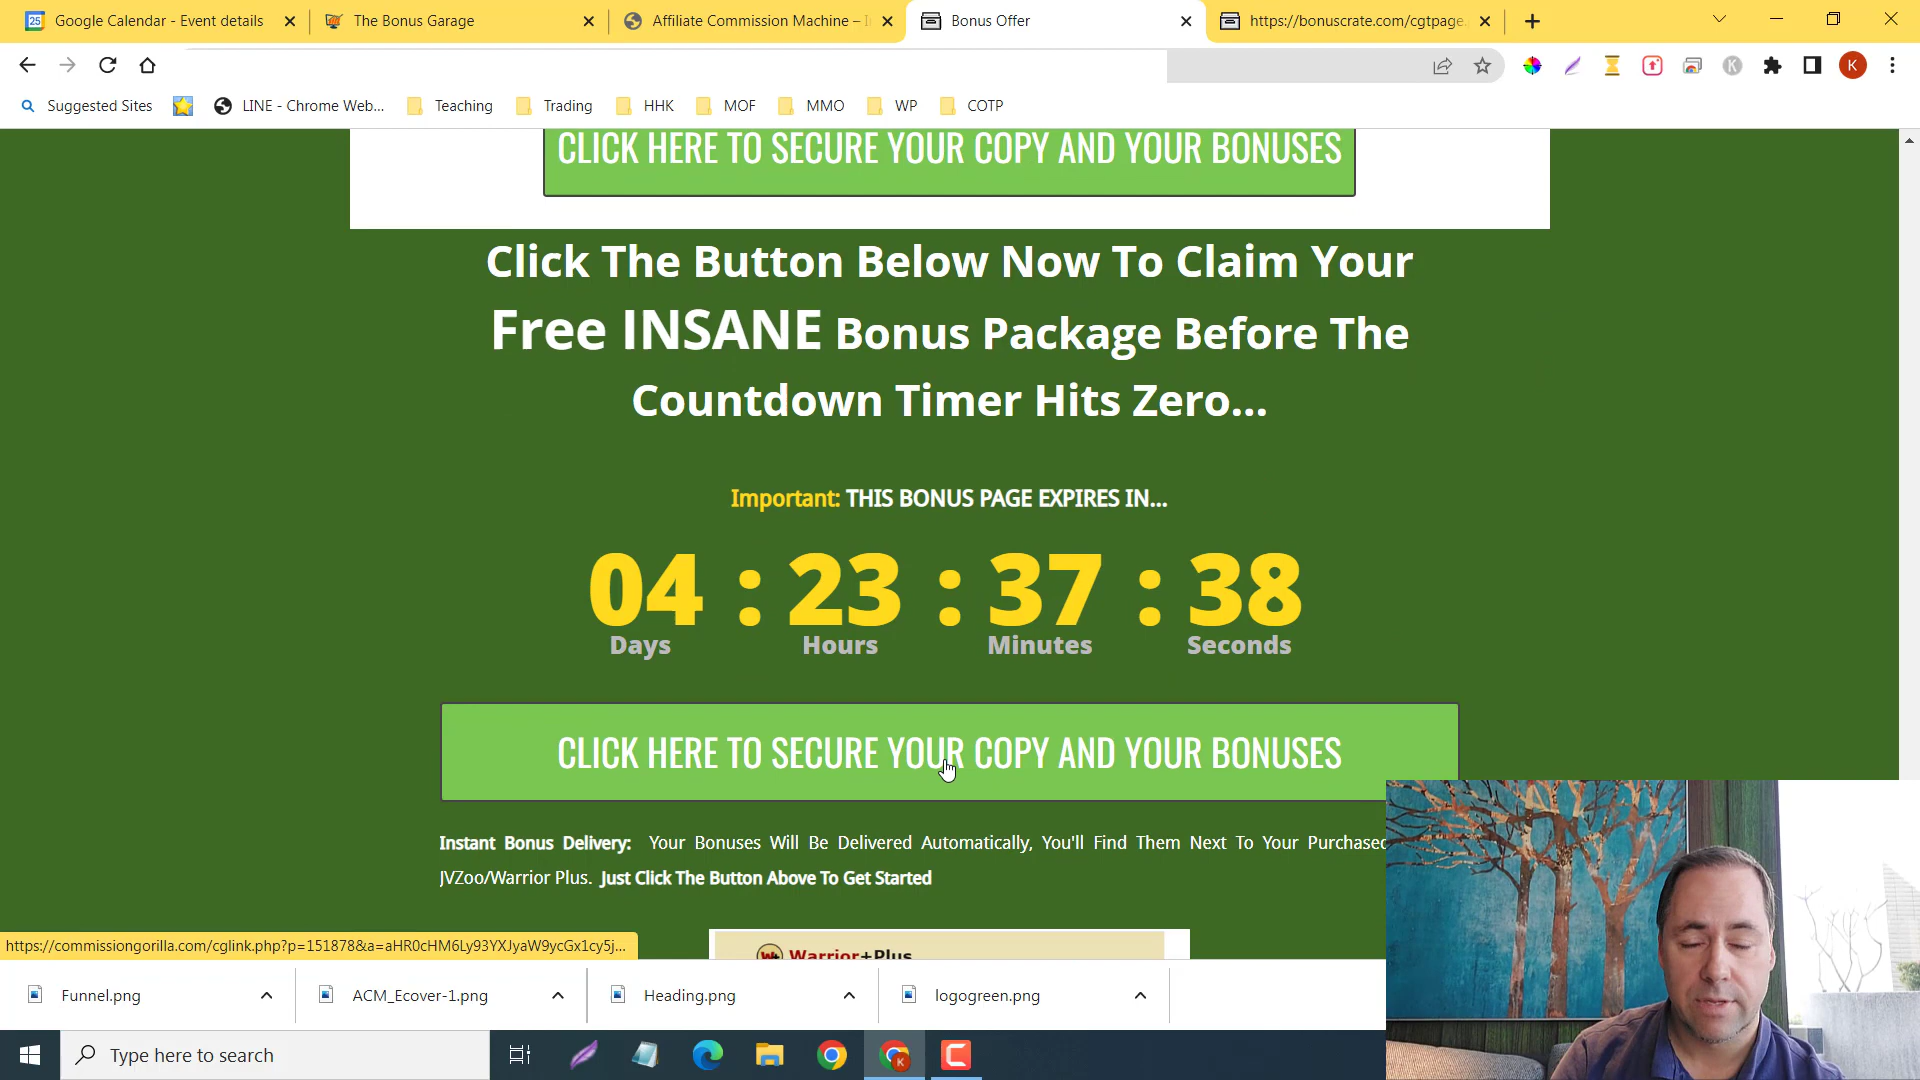 Google Calendar - Event details
The Bonus Garage
Affiliate Commission Machine –
Bonus Offer
https://bonuscrate.com/cgtpage.
K
K
Suggested Sites
LINE - Chrome Web...
Teaching
Trading
HHK
MOF
MMO
WP
COTP
CLICK HERE TO SECURE YOUR COPY AND YOUR BONUSES
Click The Button Below Now To Claim Your
Free INSANE Bonus Package Before The
Countdown Timer Hits Zero...
Important: THIS BONUS PAGE EXPIRES IN...
04 : 23 : 37 : 38
Days Hours Minutes Seconds
CLICK HERE TO SECURE YOUR COPY AND YOUR BONUSES
Instant Bonus Delivery: Your Bonuses Will Be Delivered Automatically, You'll Find Them Next To Your Purchased
JVZoo/Warrior Plus. Just Click The Button Above To Get Started
Warrior+Plus
https://commissiongorilla.com/cglink.php?p=151878&a=aHR0cHM6Ly93YXJyaW9ycGx1cy5j...
Funnel.png
ACM_Ecover-1.png
Heading.png
logogreen.png
Type here to search